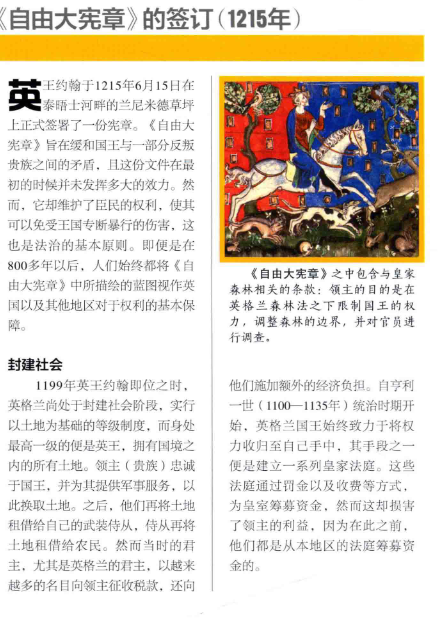 《自由大宪章》的签订（1215年）
英王约翰于1215年6月15日在
泰晤士河畔的兰尼米德草坪
上正式签署了一份宪章。《自由大
宪章》旨在缓和国王与一部分反叛
贵族之间的矛盾，且这份文件在最
初的时候并未发挥多大的效力。然
而，它却维护了臣民的权利，使其
可以免受王国专断暴行的伤害，这
也是法治的基本原则。即便是在
800多年以后，人们始终都将《自
由大宪章》中所描绘的蓝图视作英
国以及其他地区对于权利的基本保
障。
封建社会
1199年英王约翰即位之时，
英格兰尚处于封建社会阶段，实行
以土地为基础的等级制度，而身处
最高一级的便是英王，拥有国境之
内的所有土地。领主（贵族）忠诚
于国王，并为其提供军事服务，以
此换取土地。之后，他们再将土地
租借给自己的武装侍从，侍从再将
土地租借给农民。然而当时的君
主，尤其是英格兰的君主，以越来
越多的名目向领主征收税款，还向
《自由大宪章》之中包含与皇家
森林相关的条款：领主的目的是在
英格兰森林法之下限制国王的权
力，调整森林的边界，并对官员进
行调查。
他们施加额外的经济负担。自亨利
一世（1100—1135年）统治时期开
始，英格兰国王始终致力于将权
力收归至自己手中，其手段之一
便是建立一系列皇家法庭。这些
法庭通过罚金以及收费等方式，
为皇室筹募资金，然而这却损害
了领主的利益，因为在此之前，
他们都是从本地区的法庭筹募资
金的。